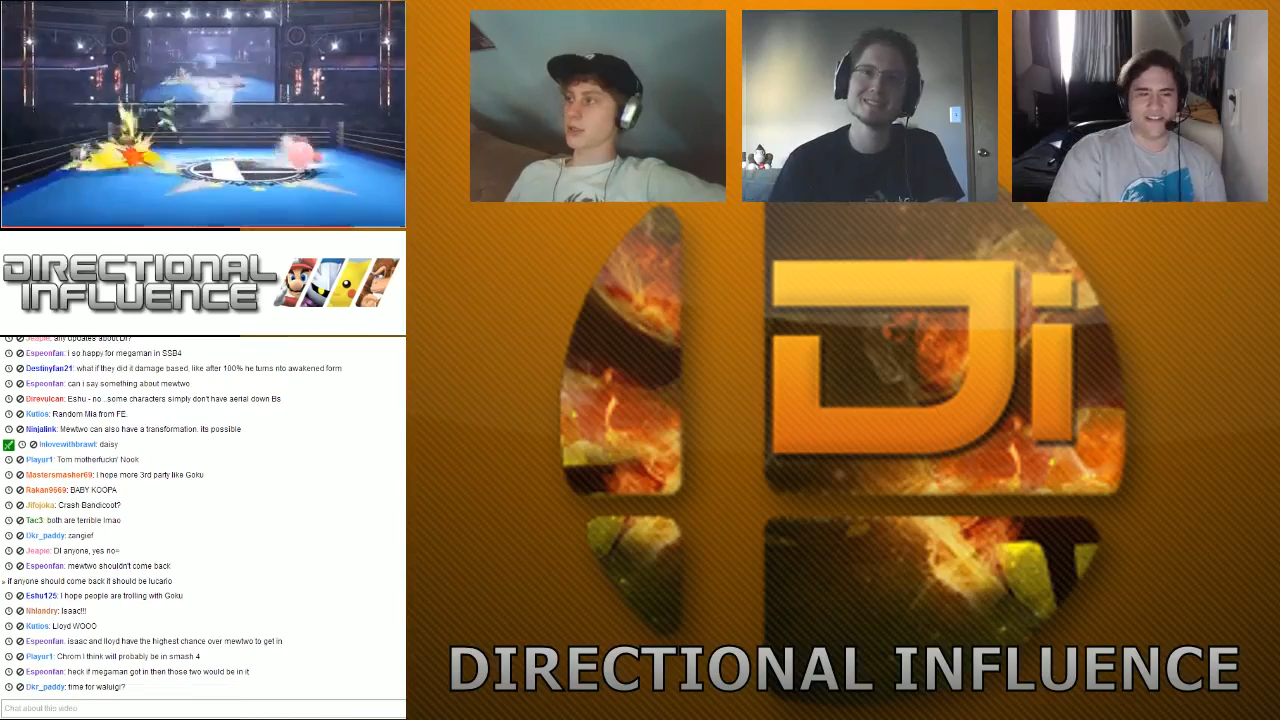 DIRECTIONAL
INFLUENCE
Jeapie: any updates about DI?
Espeonfan: i so happy for megaman in SSB4
Destinyfan21: what if they did it damage based, like after 100% he turns nto awakened form
Espeonfan: can i say something about mewtwo
Direvulcan: Eshu - no ..some characters simply don't have aerial down Bs
Kutios: Random Mia from FE.
Ninjalink: Mewtwo can also have a transformation. its possible
Inlovewithbrawl: daisy
Playur1: Tom motherfuckn' Nook
Mastersmasher69: I hope more 3rd party like Goku
Rakan9669: BABY KOOPA
Jifojoka: Crash Bandicoot?
Tac3: both are terrible lmao
Dkr_paddy: zangief
Jeapie: DI anyone, yes no=
Espeonfan: mewtwo shouldn't come back
» if anyone should come back it should be lucario
Eshu125: I hope people are trolling with Goku
Nhlandry: Isaac!!!
Kutios: Lloyd WOOO
Espeonfan: isaac and lloyd have the highest chance over mewtwo to get in
Playur1: Chrom I think will probably be in smash 4
Espeonfan: heck if megaman got in then those two would be in it
Dkr_paddy: time for waluigi?
Chat about this video
Di
DIRECTIONAL INFLUENCE